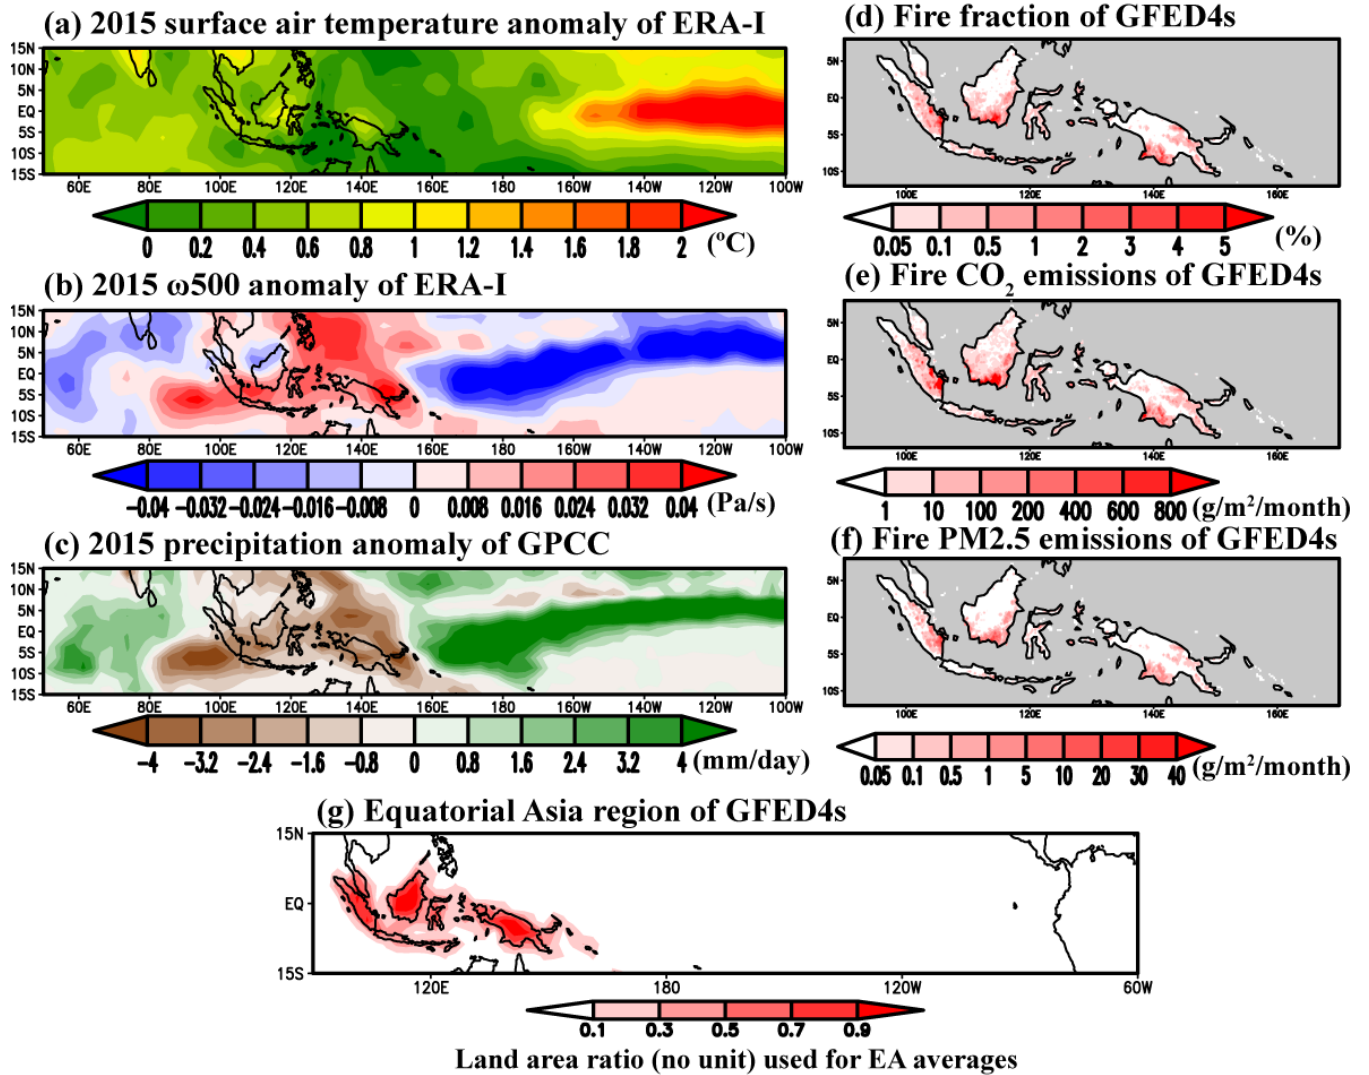 (a) 2015 surface air temperature anomaly of ERA-I
15N
10N
5N
EQ
5S
10S
15S
60E 80E 100E 120E 140E 160E 180 160W 140W 120W 100W
0 0.2 0.4 0.6 0.8 1 1.2 1.4 1.6 1.8 2 (°C)
(b) 2015 ω500 anomaly of ERA-I
15N
10N
5N
EQ
5S
10S
15S
60E 80E 100E 120E 140E 160E 180 160W 140W 120W 100W
−0.04 −0.032 −0.024 −0.016 −0.008 0 0.008 0.016 0.024 0.032 0.04 (Pa/s)
(c) 2015 precipitation anomaly of GPCC
15N
10N
5N
EQ
5S
10S
15S
60E 80E 100E 120E 140E 160E 180 160W 140W 120W 100W
−4 −3.2 −2.4 −1.6 −0.8 0 0.8 1.6 2.4 3.2 4 (mm/day)
(d) Fire fraction of GFED4s
5N
EQ
5S
10S
100E 120E 140E 160E
0.05 0.1 0.5 1 2 3 4 5 (%)
(e) Fire CO₂ emissions of GFED4s
5N
EQ
5S
10S
100E 120E 140E 160E
1 10 100 200 400 600 800 (g/m²/month)
(f) Fire PM2.5 emissions of GFED4s
5N
EQ
5S
10S
100E 120E 140E 160E
0.05 0.1 0.5 1 5 10 20 30 40 (g/m²/month)
(g) Equatorial Asia region of GFED4s
15N
EQ
15S
120E 180 120W 60W
0.1 0.3 0.5 0.7 0.9
Land area ratio (no unit) used for EA averages